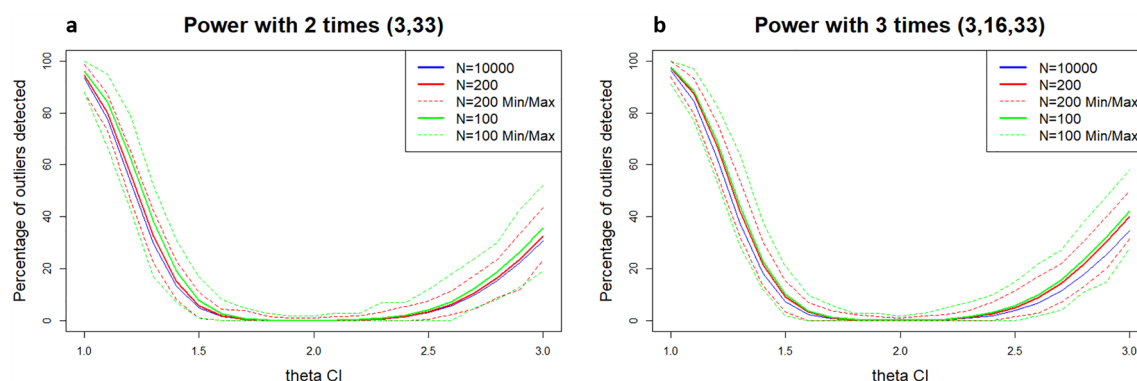 a
Power with 2 times (3,33)
Percentage of outliers detected
100
80
60
40
20
0
N=10000
N=200
N=200 Min/Max
N=100
N=100 Min/Max
1.0 1.5 2.0 2.5 3.0
theta CI
b
Power with 3 times (3,16,33)
Percentage of outliers detected
100
80
60
40
20
0
N=10000
N=200
N=200 Min/Max
N=100
N=100 Min/Max
1.0 1.5 2.0 2.5 3.0
theta CI